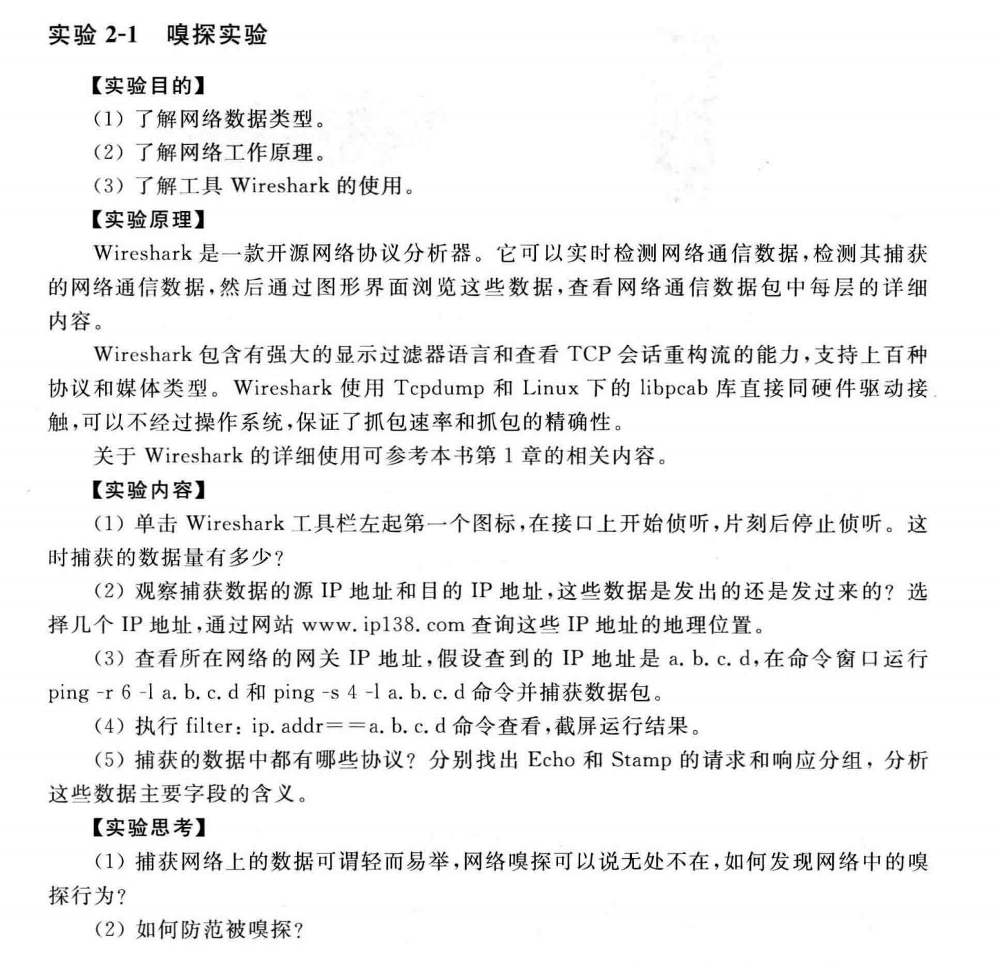 实验 2-1 嗅探实验
【实验目的】
(1) 了解网络数据类型。
(2) 了解网络工作原理。
(3) 了解工具 Wireshark 的使用。
【实验原理】
Wireshark 是一款开源网络协议分析器。它可以实时检测网络通信数据,检测其捕获
的网络通信数据,然后通过图形界面浏览这些数据,查看网络通信数据包中每层的详细
内容。
Wireshark 包含有强大的显示过滤器语言和查看 TCP 会话重构流的能力,支持上百种
协议和媒体类型。Wireshark 使用 Tcpdump 和 Linux 下的 libpcab 库直接同硬件驱动接
触,可以不经过操作系统,保证了抓包速率和抓包的精确性。
关于 Wireshark 的详细使用可参考本书第 1 章的相关内容。
【实验内容】
(1) 单击 Wireshark 工具栏左起第一个图标,在接口上开始侦听,片刻后停止侦听。这
时捕获的数据量有多少?
(2) 观察捕获数据的源 IP 地址和目的 IP 地址,这些数据是发出的还是发过来的? 选
择几个 IP 地址,通过网站 www.ip138.com 查询这些 IP 地址的地理位置。
(3) 查看所在网络的网关 IP 地址,假设查到的 IP 地址是 a.b.c.d,在命令窗口运行
ping -r 6 -l a.b.c.d 和 ping -s 4 -l a.b.c.d 命令并捕获数据包。
(4) 执行 filter: ip.addr==a.b.c.d 命令查看,截屏运行结果。
(5) 捕获的数据中都有哪些协议? 分别找出 Echo 和 Stamp 的请求和响应分组, 分析
这些数据主要字段的含义。
【实验思考】
(1) 捕获网络上的数据可谓轻而易举,网络嗅探可以说无处不在,如何发现网络中的嗅
探行为?
(2) 如何防范被嗅探?